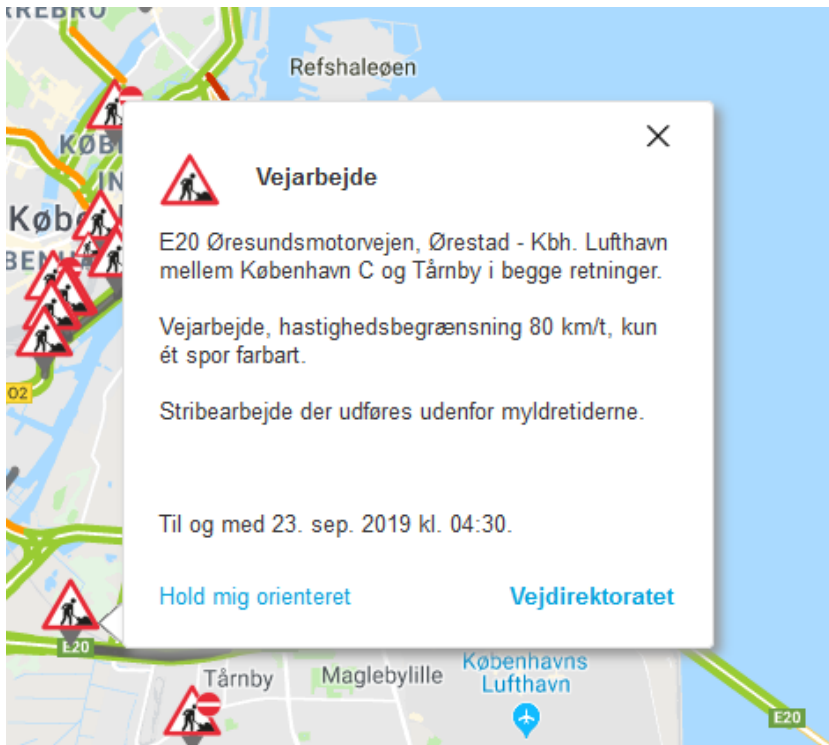 Refshaleøen
Vejarbejde
E20 Øresundsmotorvejen, Ørestad - Kbh. Lufthavn
mellem København C og Tårnby i begge retninger.
Vejarbejde, hastighedsbegrænsning 80 km/t, kun
ét spor farbart.
Stribearbejde der udføres udenfor myldretiderne.
Til og med 23. sep. 2019 kl. 04:30.
Hold mig orienteret
Vejdirektoratet
O2
E20
Tårnby
Maglebylille
Københavns
Lufthavn
E20